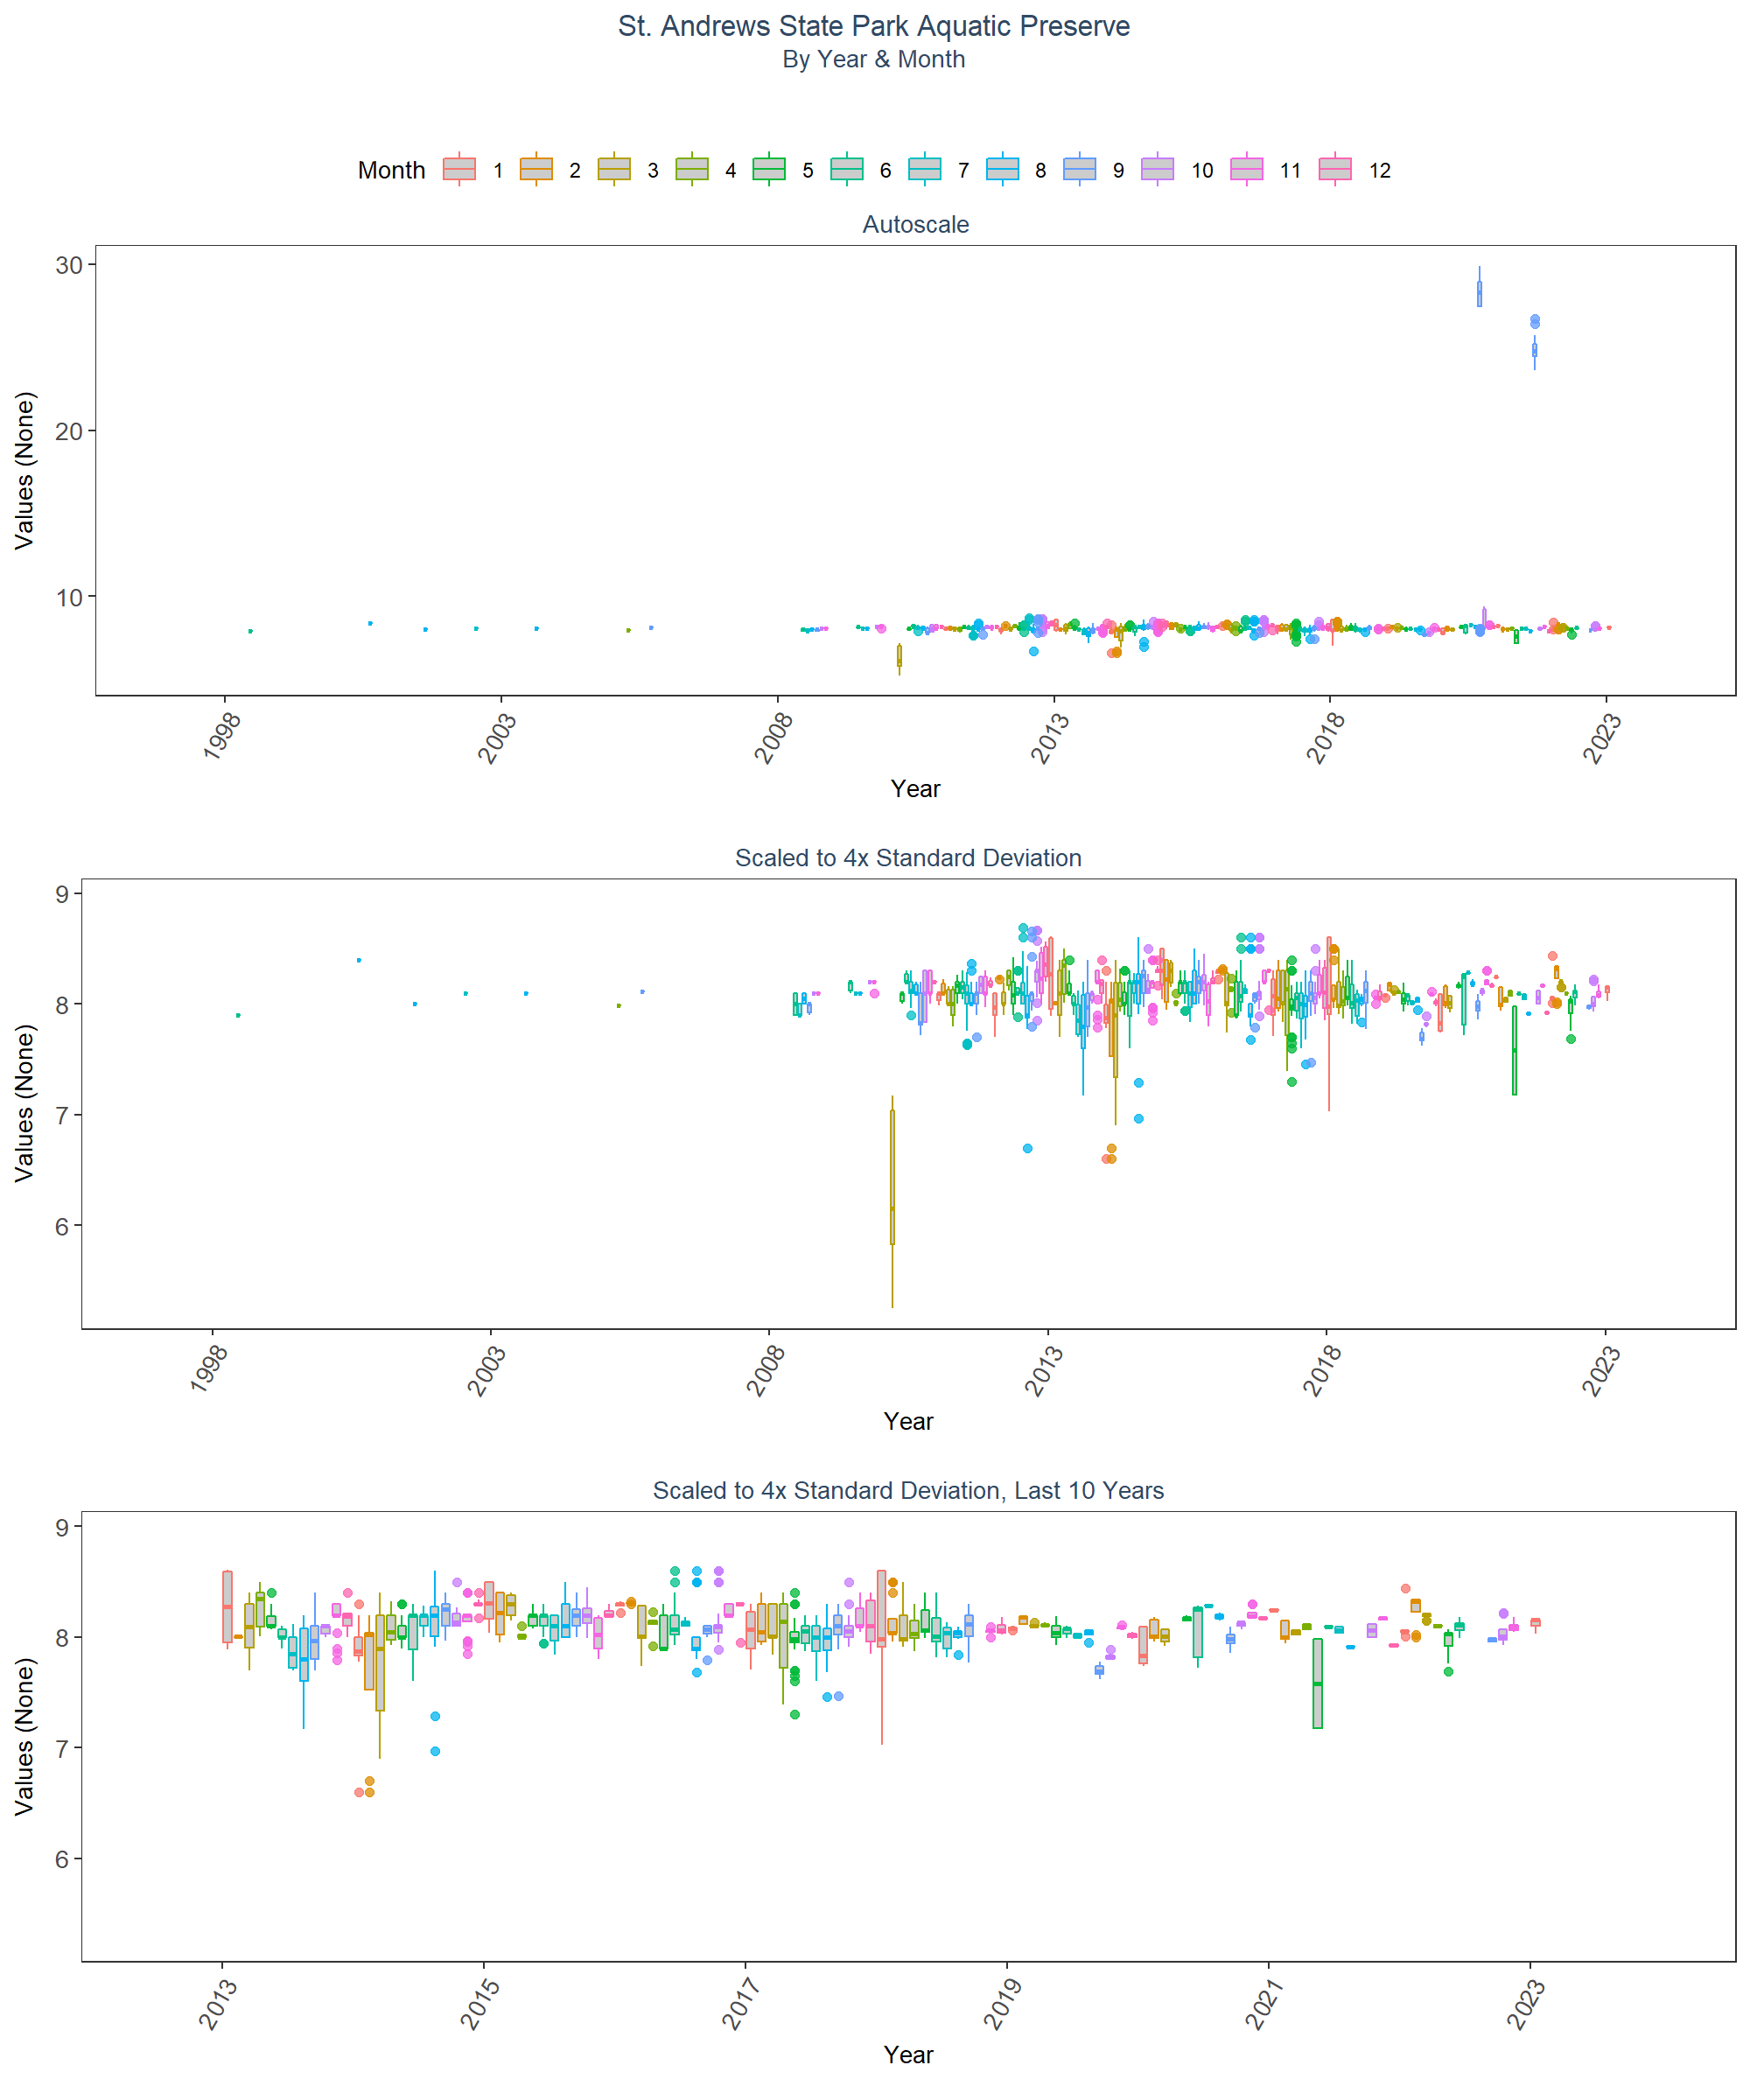 St. Andrews State Park Aquatic Preserve
By Year & Month
Month 1 2 3 4 5 6 7 8 9 10 11 12
Autoscale
30
20
10
Values (None)
1998 2003 2008 2013 2018 2023
Year
Scaled to 4x Standard Deviation
9
8
7
6
Values (None)
1998 2003 2008 2013 2018 2023
Year
Scaled to 4x Standard Deviation, Last 10 Years
9
8
7
6
Values (None)
2013 2015 2017 2019 2021 2023
Year